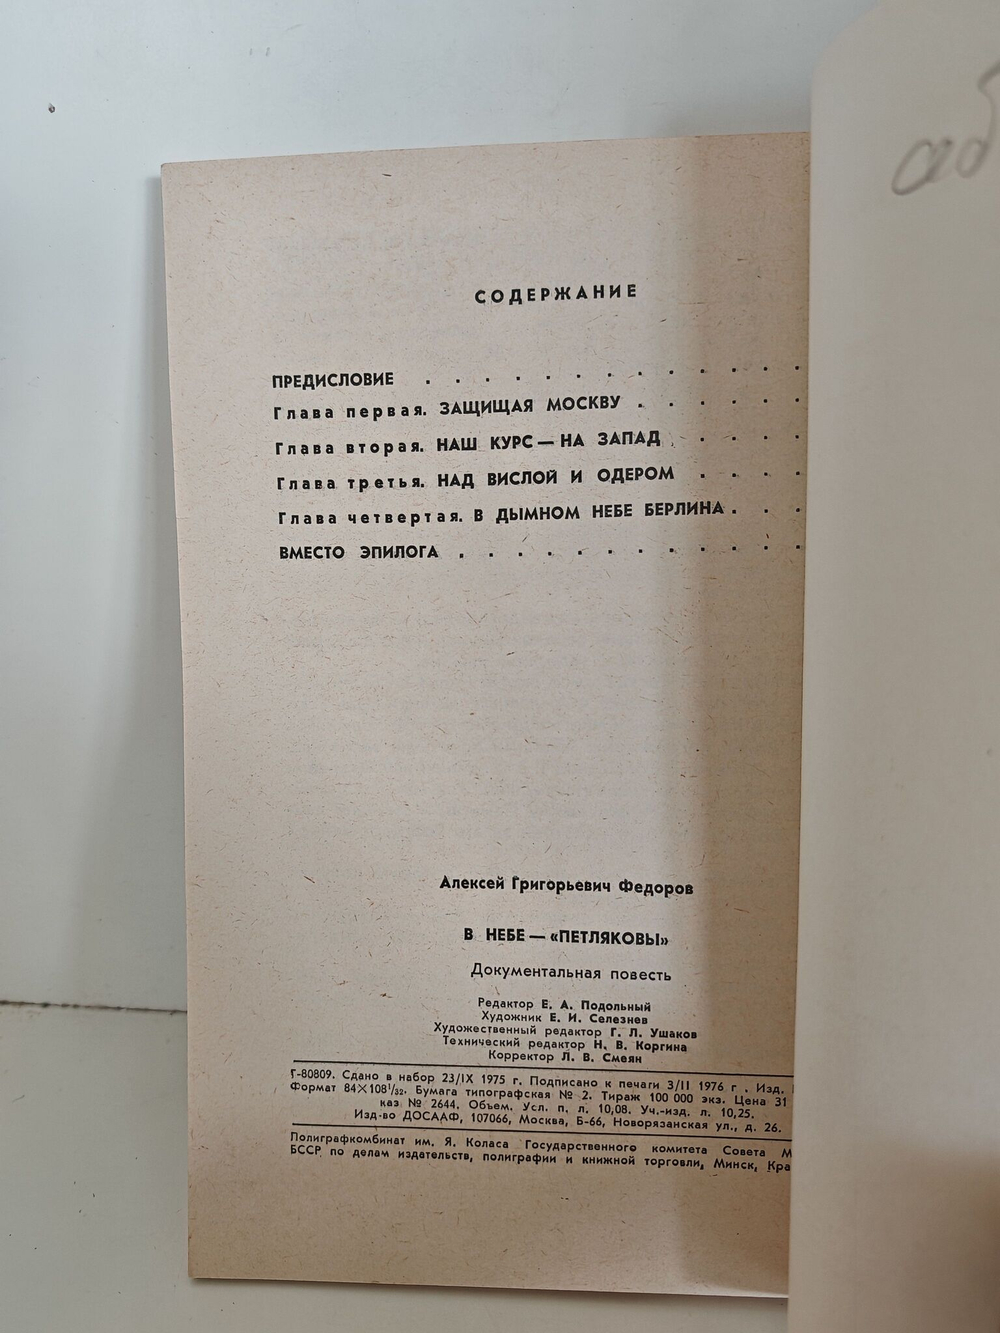 СОДЕРЖАНИЕ
ПРЕДИСЛОВИЕ . . . . . . . . . . . . .
Глава первая. ЗАЩИЩАЯ МОСКВУ . . . . . .
Глава вторая. НАШ КУРС — НА ЗАПАД . . . . .
Глава третья. НАД ВИСЛОЙ И ОДЕРОМ . . . .
Глава четвертая. В ДЫМНОМ НЕБЕ БЕРЛИНА . . .
ВМЕСТО ЭПИЛОГА . . . . . . . . . . . .
Алексей Григорьевич Федоров
В НЕБЕ — «ПЕТЛЯКОВЫ»
Документальная повесть
Редактор Е. А. Подольный
Художник Е. И. Селезнев
Художественный редактор Г. Л. Ушаков
Технический редактор Н. В. Коргина
Корректор Л. В. Смеян
Г-80809. Сдано в набор 23/IX 1975 г. Подписано к печати 3/II 1976 г. Изд.
Формат 84×108¹/₃₂. Бумага типографская № 2. Тираж 100 000 экз. Цена 31
каз № 2644. Объем. Усл. п. л. 10,08. Уч.-изд. л. 10,25.
Изд-во ДОСААФ, 107066, Москва, Б-66, Новорязанская ул., д. 26.
Полиграфкомбинат им. Я. Коласа Государственного комитета Совета М
БССР по делам издательств, полиграфии и книжной торговли, Минск, Кра